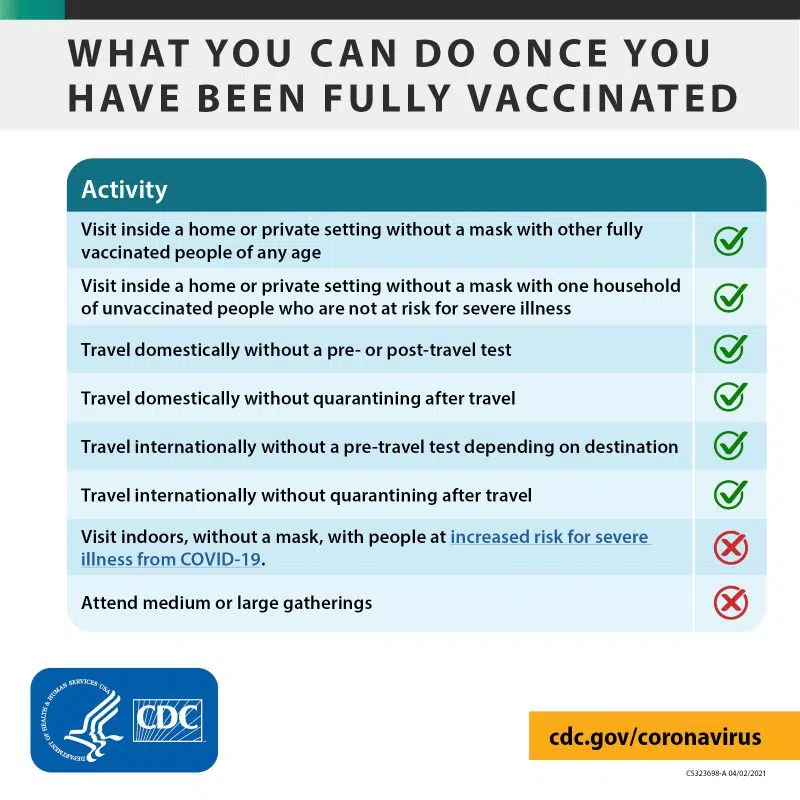 WHAT YOU CAN DO ONCE YOU
HAVE BEEN FULLY VACCINATED
Activity
Visit inside a home or private setting without a mask with other fully
vaccinated people of any age
Visit inside a home or private setting without a mask with one household
of unvaccinated people who are not at risk for severe illness
Travel domestically without a pre- or post-travel test
Travel domestically without quarantining after travel
Travel internationally without a pre-travel test depending on destination
Travel internationally without quarantining after travel
Visit indoors, without a mask, with people at increased risk for severe
illness from COVID-19.
Attend medium or large gatherings
DEPARTMENT OF HEALTH & HUMAN SERVICES·USA
CDC
cdc.gov/coronavirus
CS323698-A 04/02/2021